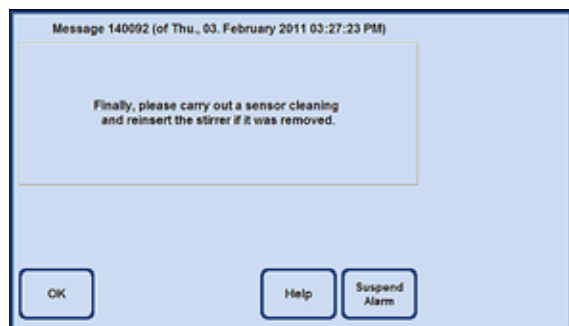 Message 140092 (of Thu., 03. February 2011 03:27:23 PM)
Finally, please carry out a sensor cleaning
and reinsert the stirrer if it was removed.
OK
Help
Suspend
Alarm